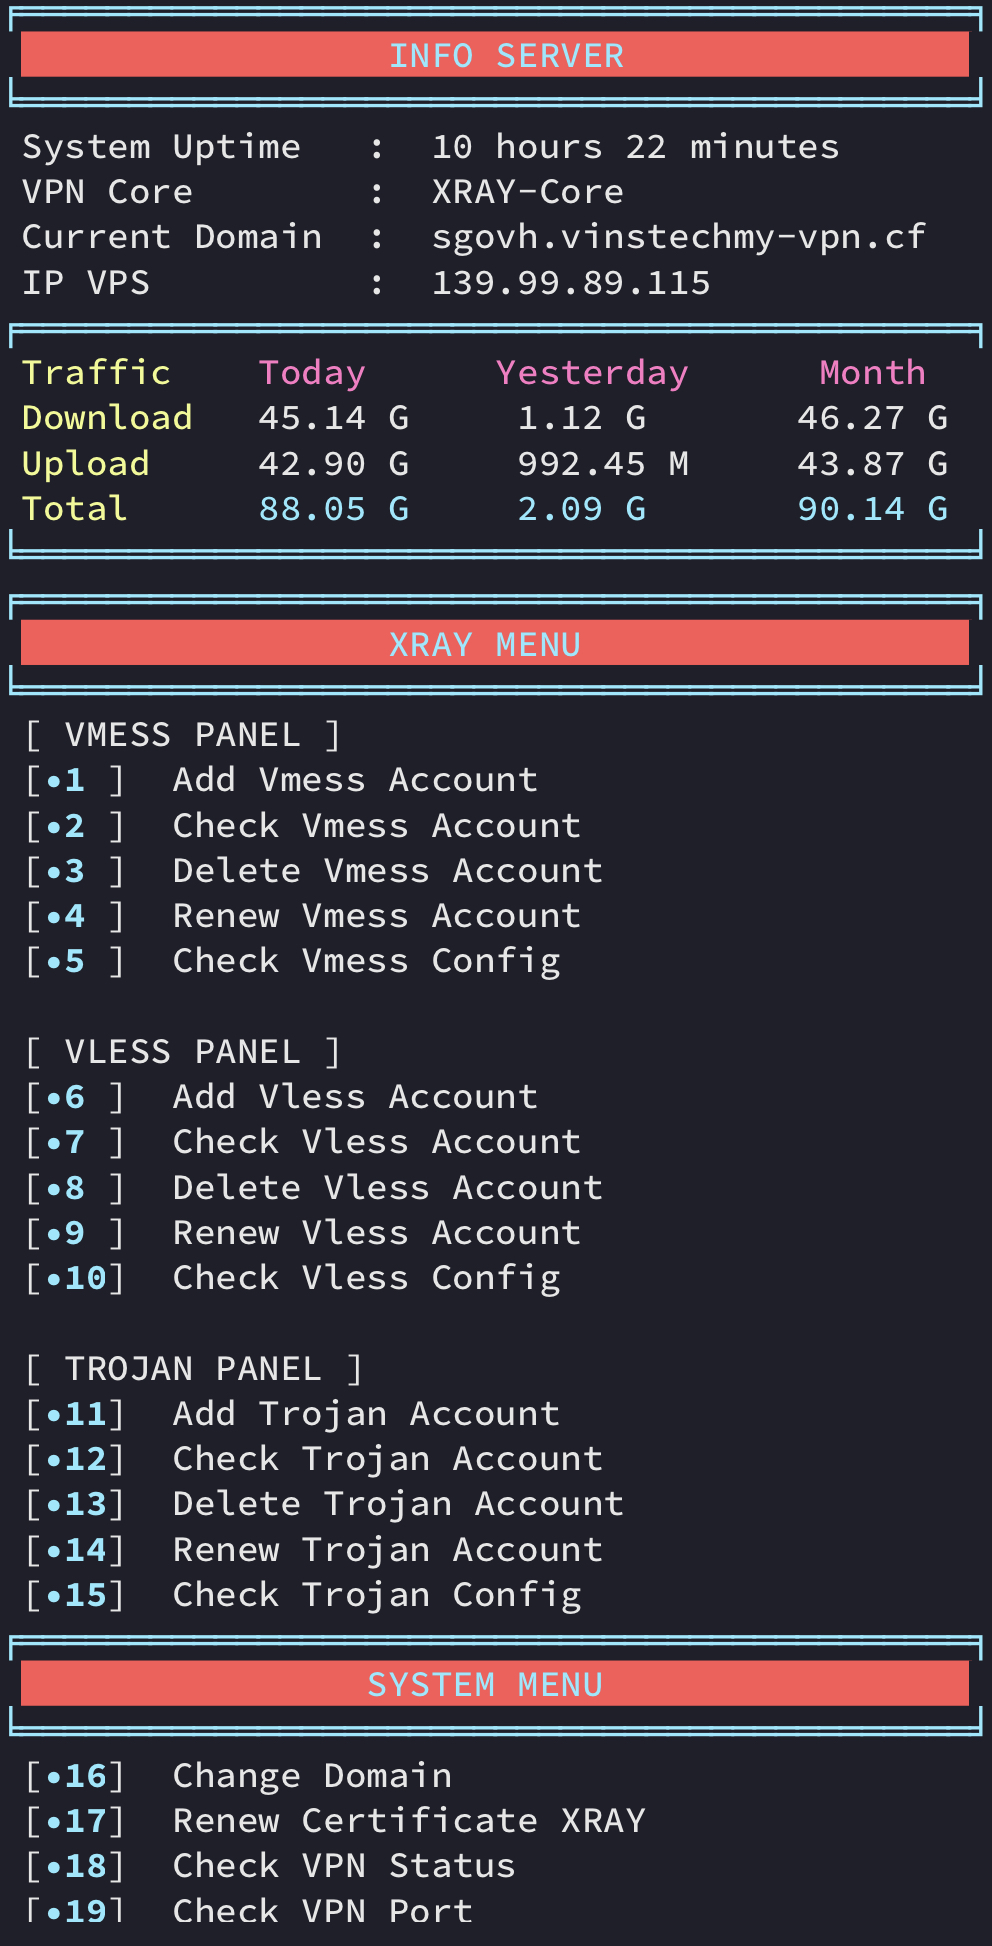 INFO SERVER
System Uptime : 10 hours 22 minutes
VPN Core : XRAY-Core
Current Domain : sgovh.vinstechmy-vpn.cf
IP VPS : 139.99.89.115
Traffic Today Yesterday Month
Download 45.14 G 1.12 G 46.27 G
Upload 42.90 G 992.45 M 43.87 G
Total 88.05 G 2.09 G 90.14 G
XRAY MENU
[ VMESS PANEL ]
[•1 ] Add Vmess Account
[•2 ] Check Vmess Account
[•3 ] Delete Vmess Account
[•4 ] Renew Vmess Account
[•5 ] Check Vmess Config
[ VLESS PANEL ]
[•6 ] Add Vless Account
[•7 ] Check Vless Account
[•8 ] Delete Vless Account
[•9 ] Renew Vless Account
[•10] Check Vless Config
[ TROJAN PANEL ]
[•11] Add Trojan Account
[•12] Check Trojan Account
[•13] Delete Trojan Account
[•14] Renew Trojan Account
[•15] Check Trojan Config
SYSTEM MENU
[•16] Change Domain
[•17] Renew Certificate XRAY
[•18] Check VPN Status
[•19] Check VPN Port